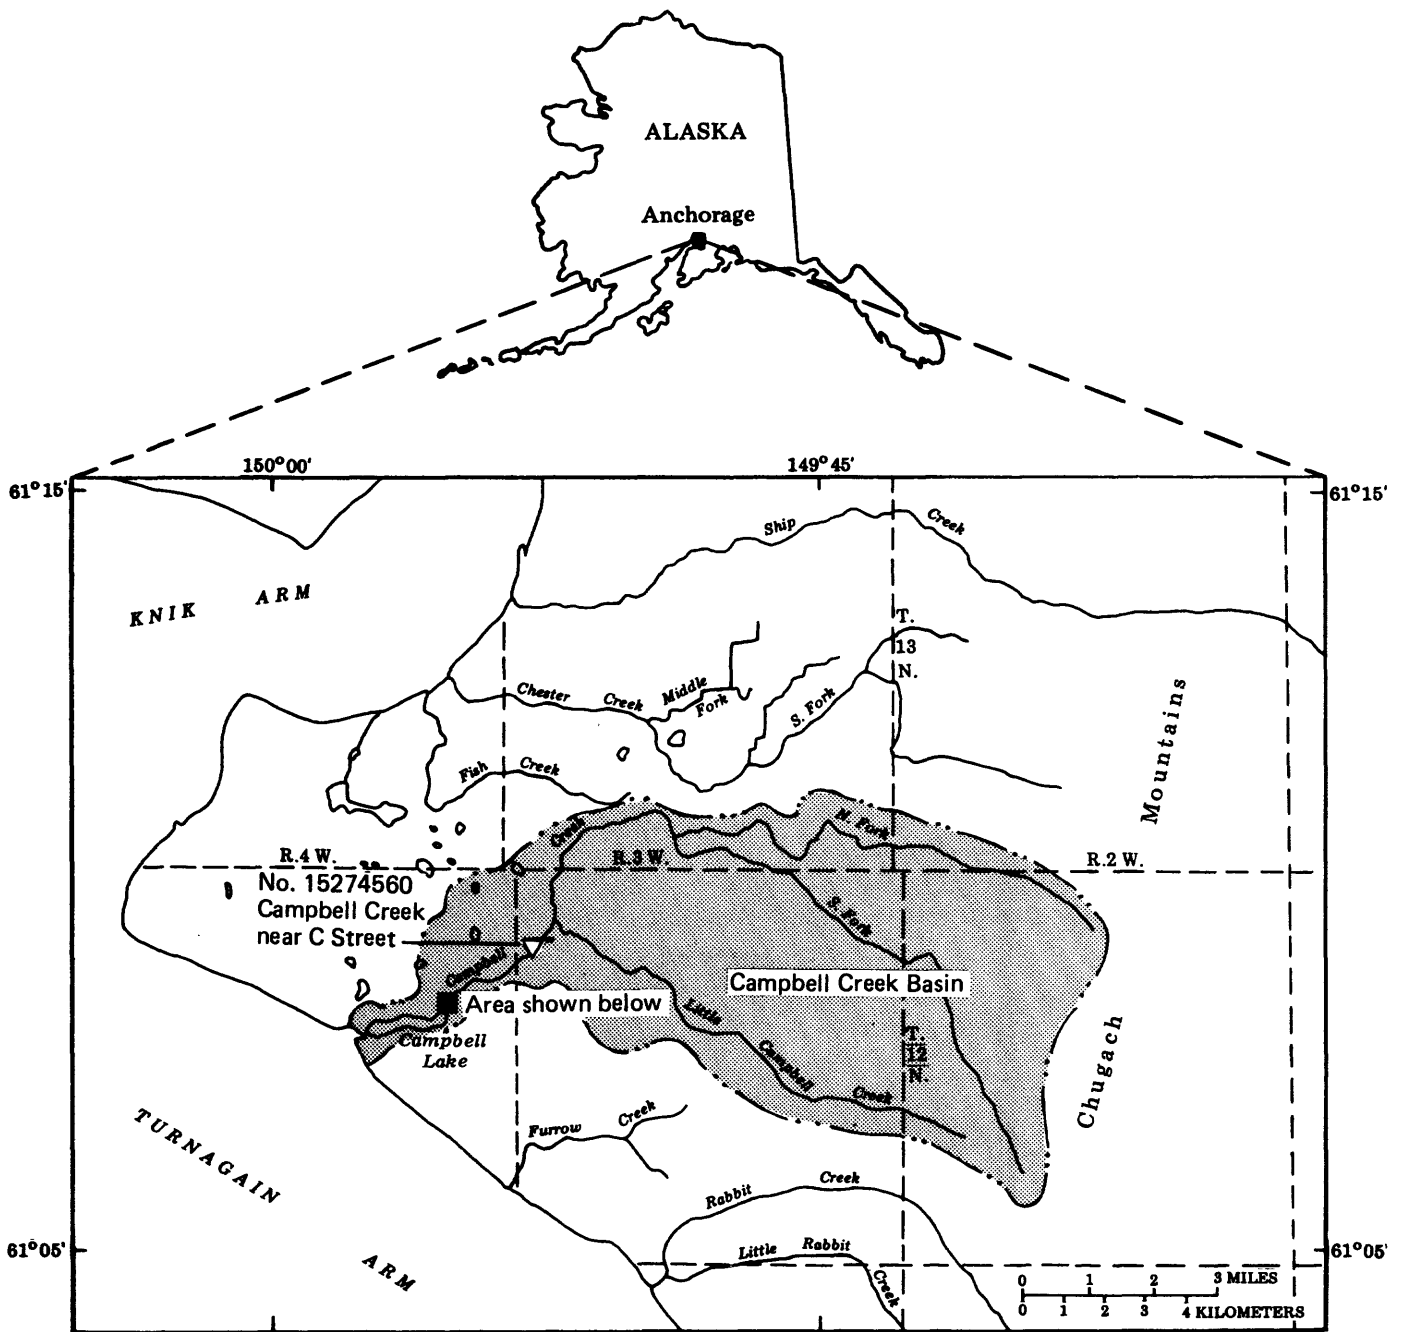 ALASKA
Anchorage
150°00'
149°45'
61°15'
61°15'
Ship
Creek
KNIK ARM
T.
13
N.
Chester
Creek
Middle
Fork
S. Fork
Mountains
Fish
Creek
Creek
N. Fork
R.4 W.
R.3 W.
R.2 W.
No. 15274560
Campbell Creek
near C Street
S. Fork
Campbell
Campbell Creek Basin
Area shown below
Little
Campbell
Creek
Campbell
Lake
T.
12
N.
Chugach
TURNAGAIN
ARM
Furrow
Creek
Rabbit
Creek
Little
Rabbit
Creek
61°05'
61°05'
0 1 2 3 MILES
0 1 2 3 4 KILOMETERS